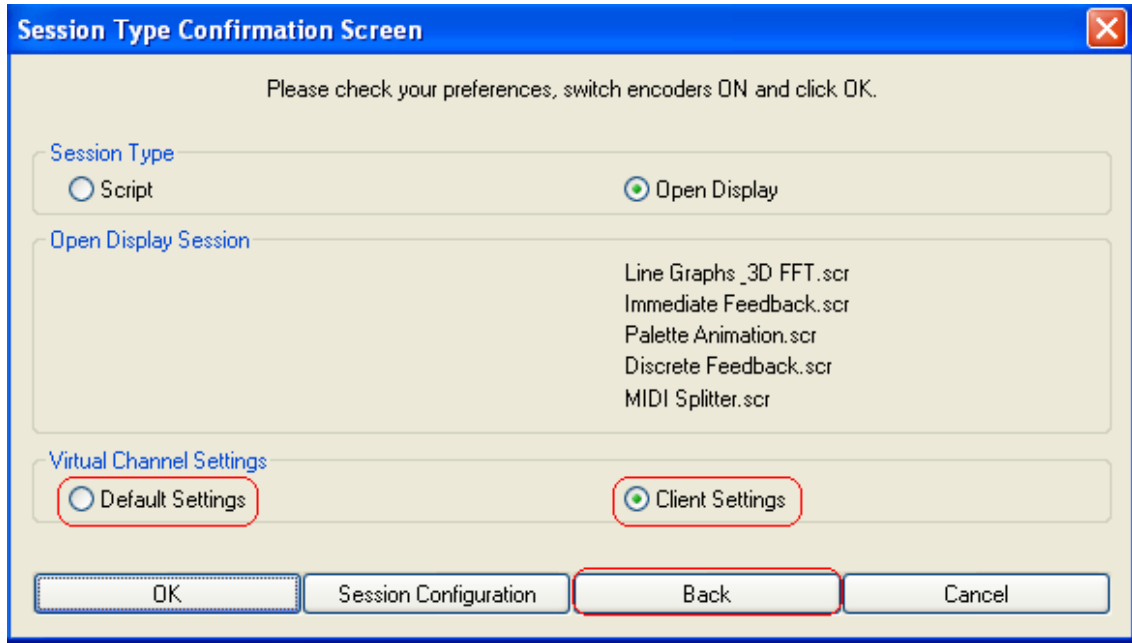 Session Type Confirmation Screen
Please check your preferences, switch encoders ON and click OK.
Session Type
Script
Open Display
Open Display Session
Line Graphs _3D FFT.scr
Immediate Feedback.scr
Palette Animation.scr
Discrete Feedback.scr
MIDI Splitter.scr
Virtual Channel Settings
Default Settings
Client Settings
OK
Session Configuration
Back
Cancel